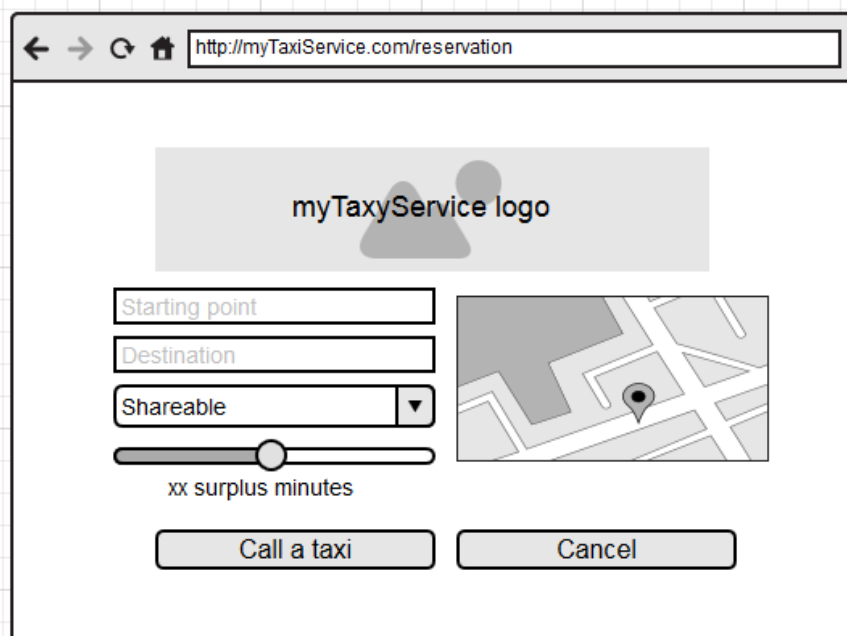 http://myTaxiService.com/reservation
myTaxyService logo
Starting point
Destination
Shareable
xx surplus minutes
Call a taxi
Cancel